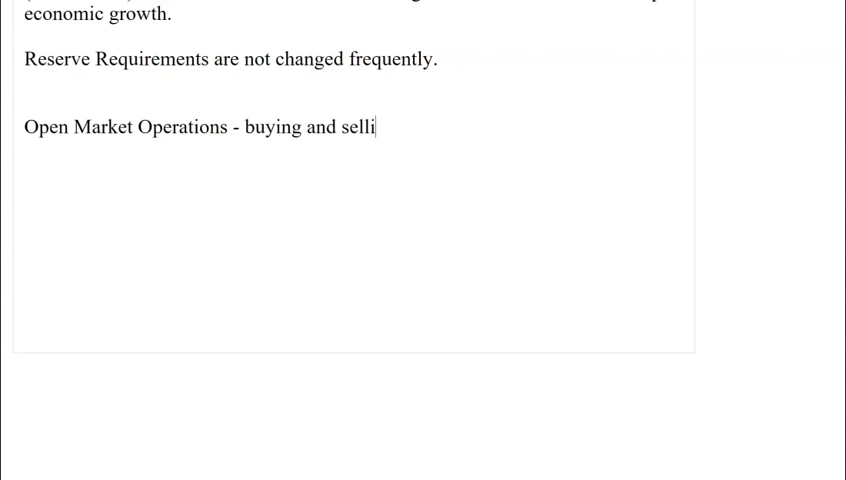 economic growth.
Reserve Requirements are not changed frequently.
Open Market Operations - buying and selli